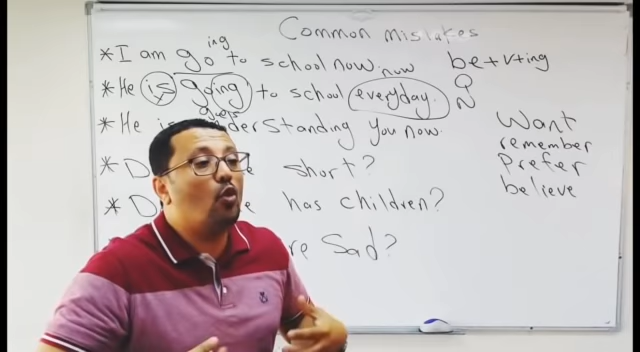 Common mistakes
ing
* I am go to school now. now
be + v + ing
* He is going to school everyday.
goes
* He is understanding you now.
* D short?
* D has children?
re Sad?
Want
remember
Prefer
believe